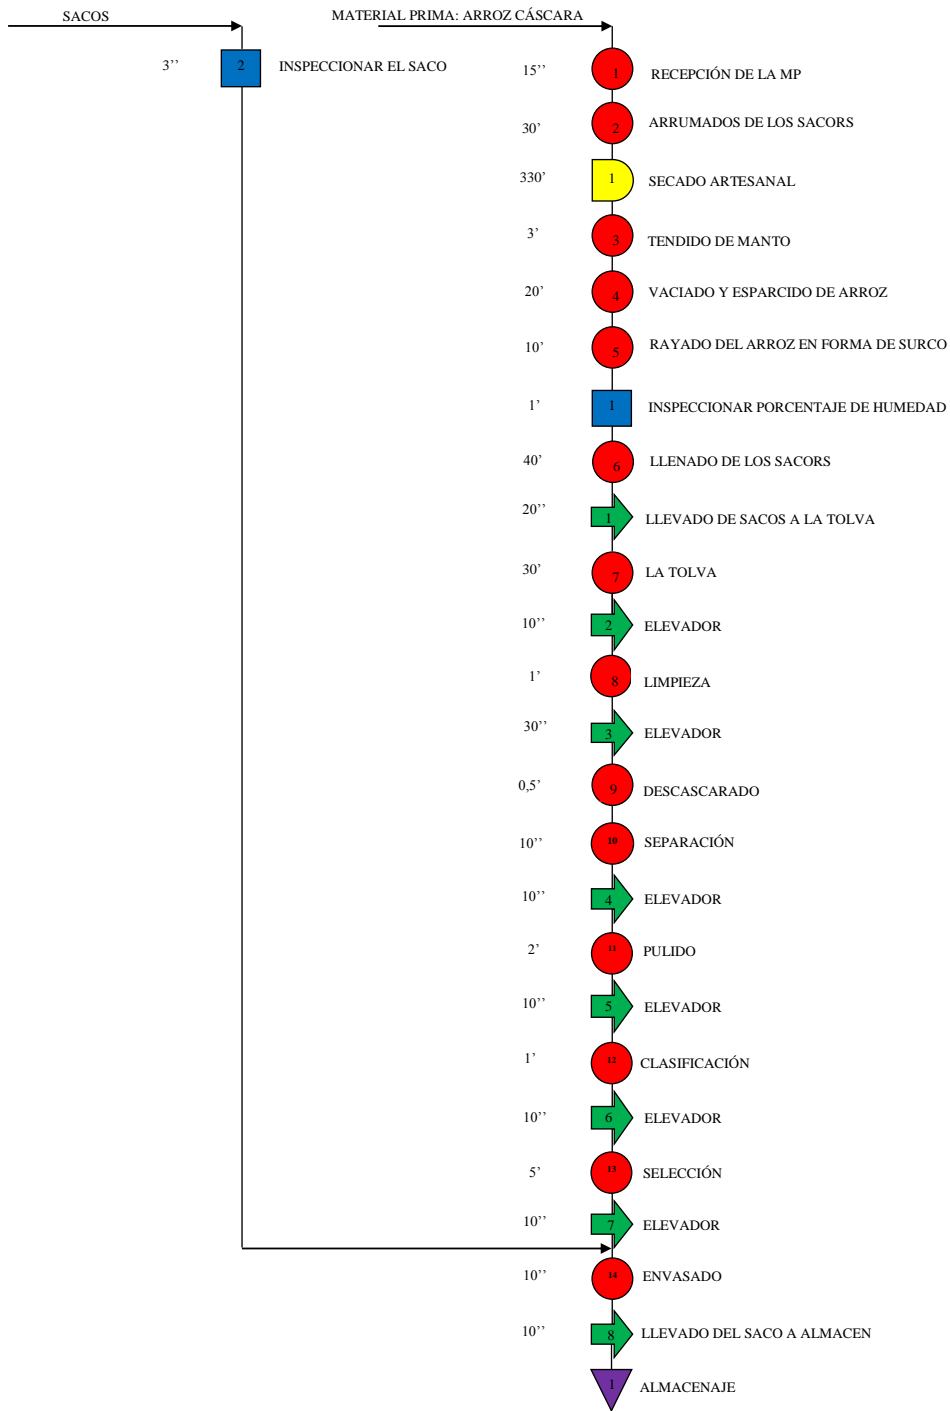 SACOS
MATERIAL PRIMA: ARROZ CÁSCARA
3’’ 2 INSPECCIONAR EL SACO
15’’ 1 RECEPCIÓN DE LA MP
30’ 2 ARRUMADOS DE LOS SACORS
330’ 1 SECADO ARTESANAL
3’ 3 TENDIDO DE MANTO
20’ 4 VACIADO Y ESPARCIDO DE ARROZ
10’ 5 RAYADO DEL ARROZ EN FORMA DE SURCO
1’ 1 INSPECCIONAR PORCENTAJE DE HUMEDAD
40’ 6 LLENADO DE LOS SACORS
20’’ 1 LLEVADO DE SACOS A LA TOLVA
30’ 7 LA TOLVA
10’’ 2 ELEVADOR
1’ 8 LIMPIEZA
30’’ 3 ELEVADOR
0,5’ 9 DESCASCARADO
10’’ 10 SEPARACIÓN
10’’ 4 ELEVADOR
2’ 11 PULIDO
10’’ 5 ELEVADOR
1’ 12 CLASIFICACIÓN
10’’ 6 ELEVADOR
5’ 13 SELECCIÓN
10’’ 7 ELEVADOR
10’’ 14 ENVASADO
10’’ 8 LLEVADO DEL SACO A ALMACEN
1 ALMACENAJE